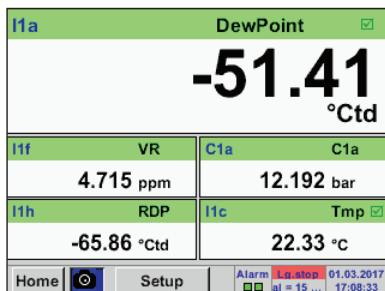 I1a DewPoint
-51.41
°Ctd
I1f VR C1a C1a
4.715 ppm 12.192 bar
I1h RDP I1c Tmp
-65.86 °Ctd 22.33 °C
Home Setup Alarm Lg.stop 01.03.2017
al = 15 ... 17:08:33